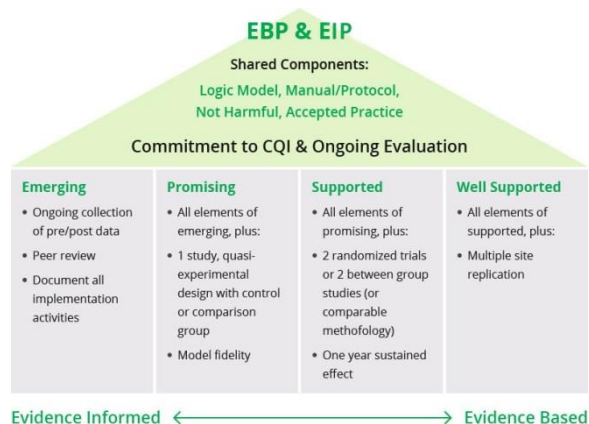 EBP & EIP
Shared Components:
Logic Model, Manual/Protocol,
Not Harmful, Accepted Practice
Commitment to CQI & Ongoing Evaluation
Emerging
• Ongoing collection
of pre/post data
• Peer review
• Document all
implementation
activities
Promising
• All elements of
emerging, plus:
• 1 study, quasi-
experimental
design with control
or comparison
group
• Model fidelity
Supported
• All elements of
promising, plus:
• 2 randomized trials
or 2 between group
studies (or
comparable
methofology)
• One year sustained
effect
Well Supported
• All elements of
supported, plus:
• Multiple site
replication
Evidence Informed
Evidence Based